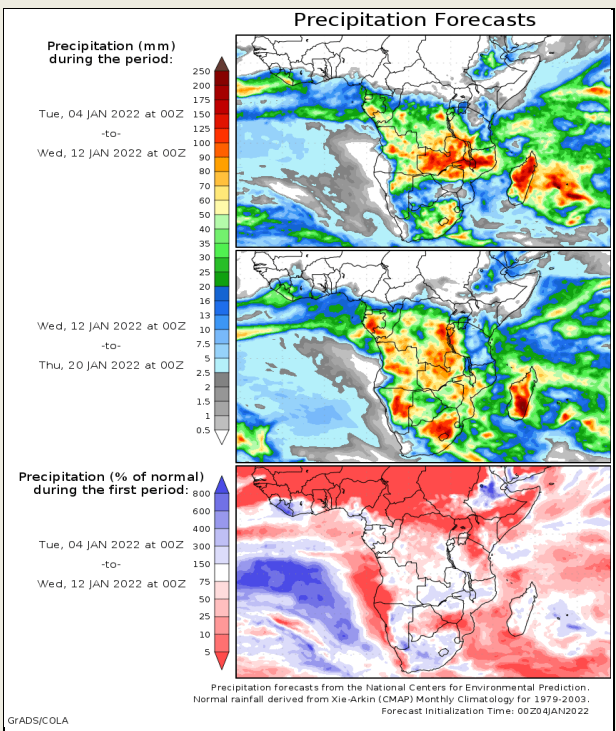 Precipitation Forecasts
Precipitation (mm)
during the period:
Tue, 04 JAN 2022 at 00Z
-to-
Wed, 12 JAN 2022 at 00Z
250
200
175
150
125
100
90
80
70
60
50
40
35
30
25
20
16
13
10
7.5
5
2.5
2
1.5
1
0.5
Wed, 12 JAN 2022 at 00Z
-to-
Thu, 20 JAN 2022 at 00Z
Precipitation (% of normal)
during the first period:
Tue, 04 JAN 2022 at 00Z
-to-
Wed, 12 JAN 2022 at 00Z
800
600
400
300
150
75
50
25
10
5
Precipitation forecasts from the National Centers for Environmental Prediction.
Normal rainfall derived from Xie-Arkin (CMAP) Monthly Climatology for 1979-2003.
Forecast Initialization Time: 00Z04JAN2022
GrADS/COLA